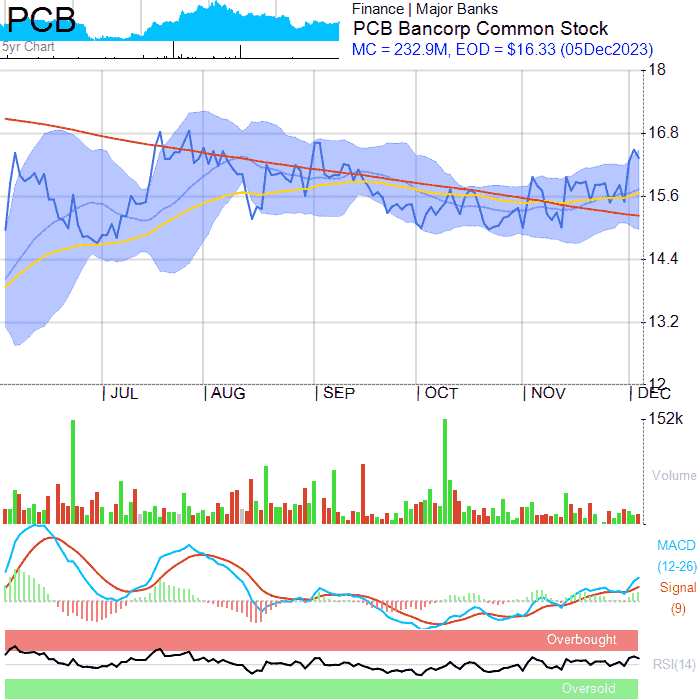 PCB
Finance | Major Banks
PCB Bancorp Common Stock
5yr Chart
MC = 232.9M, EOD = $16.33 (05Dec2023)
18
16.8
15.6
14.4
13.2
12
| JUL | AUG | SEP | OCT | NOV | DEC
152k
Volume
MACD
(12-26)
Signal
(9)
Overbought
RSI(14)
Oversold